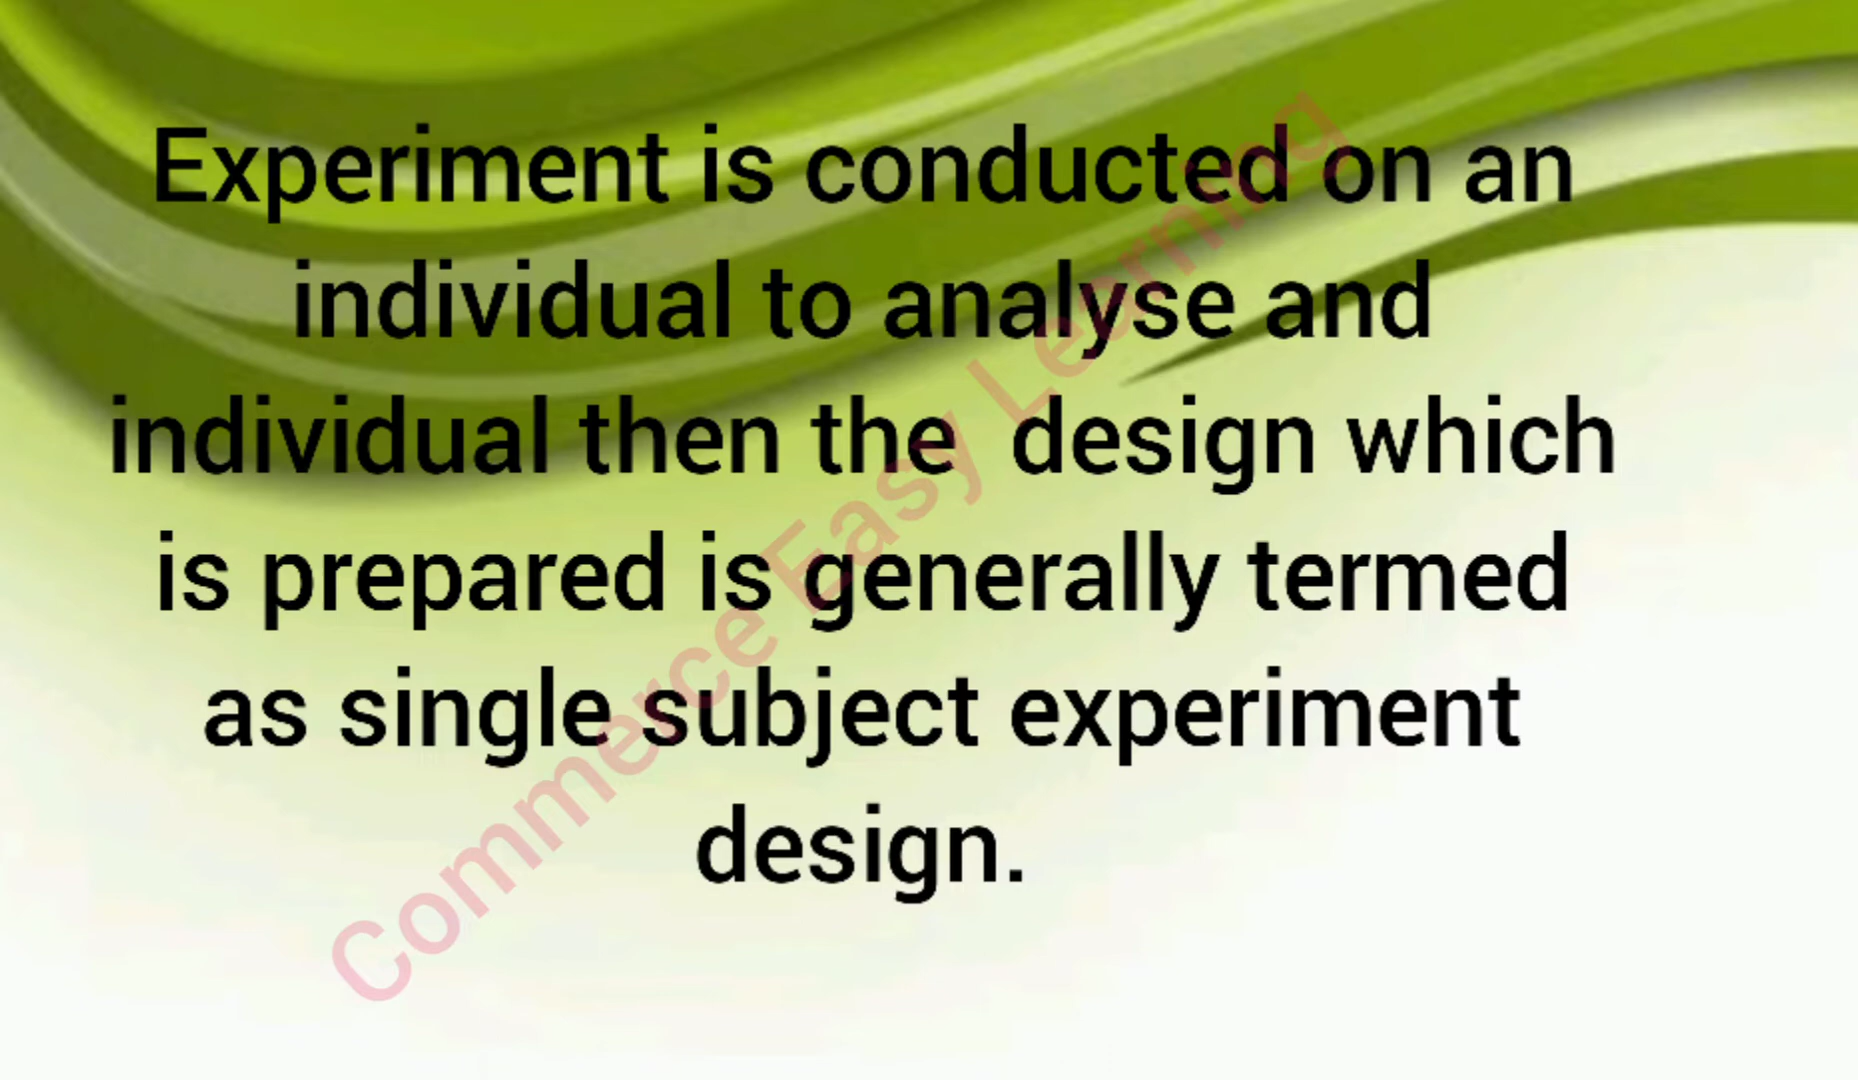 Experiment is conducted on an
individual to analyse and
individual then the  design which
is prepared is generally termed
as single subject experiment
design.
Commerce Easy Learning